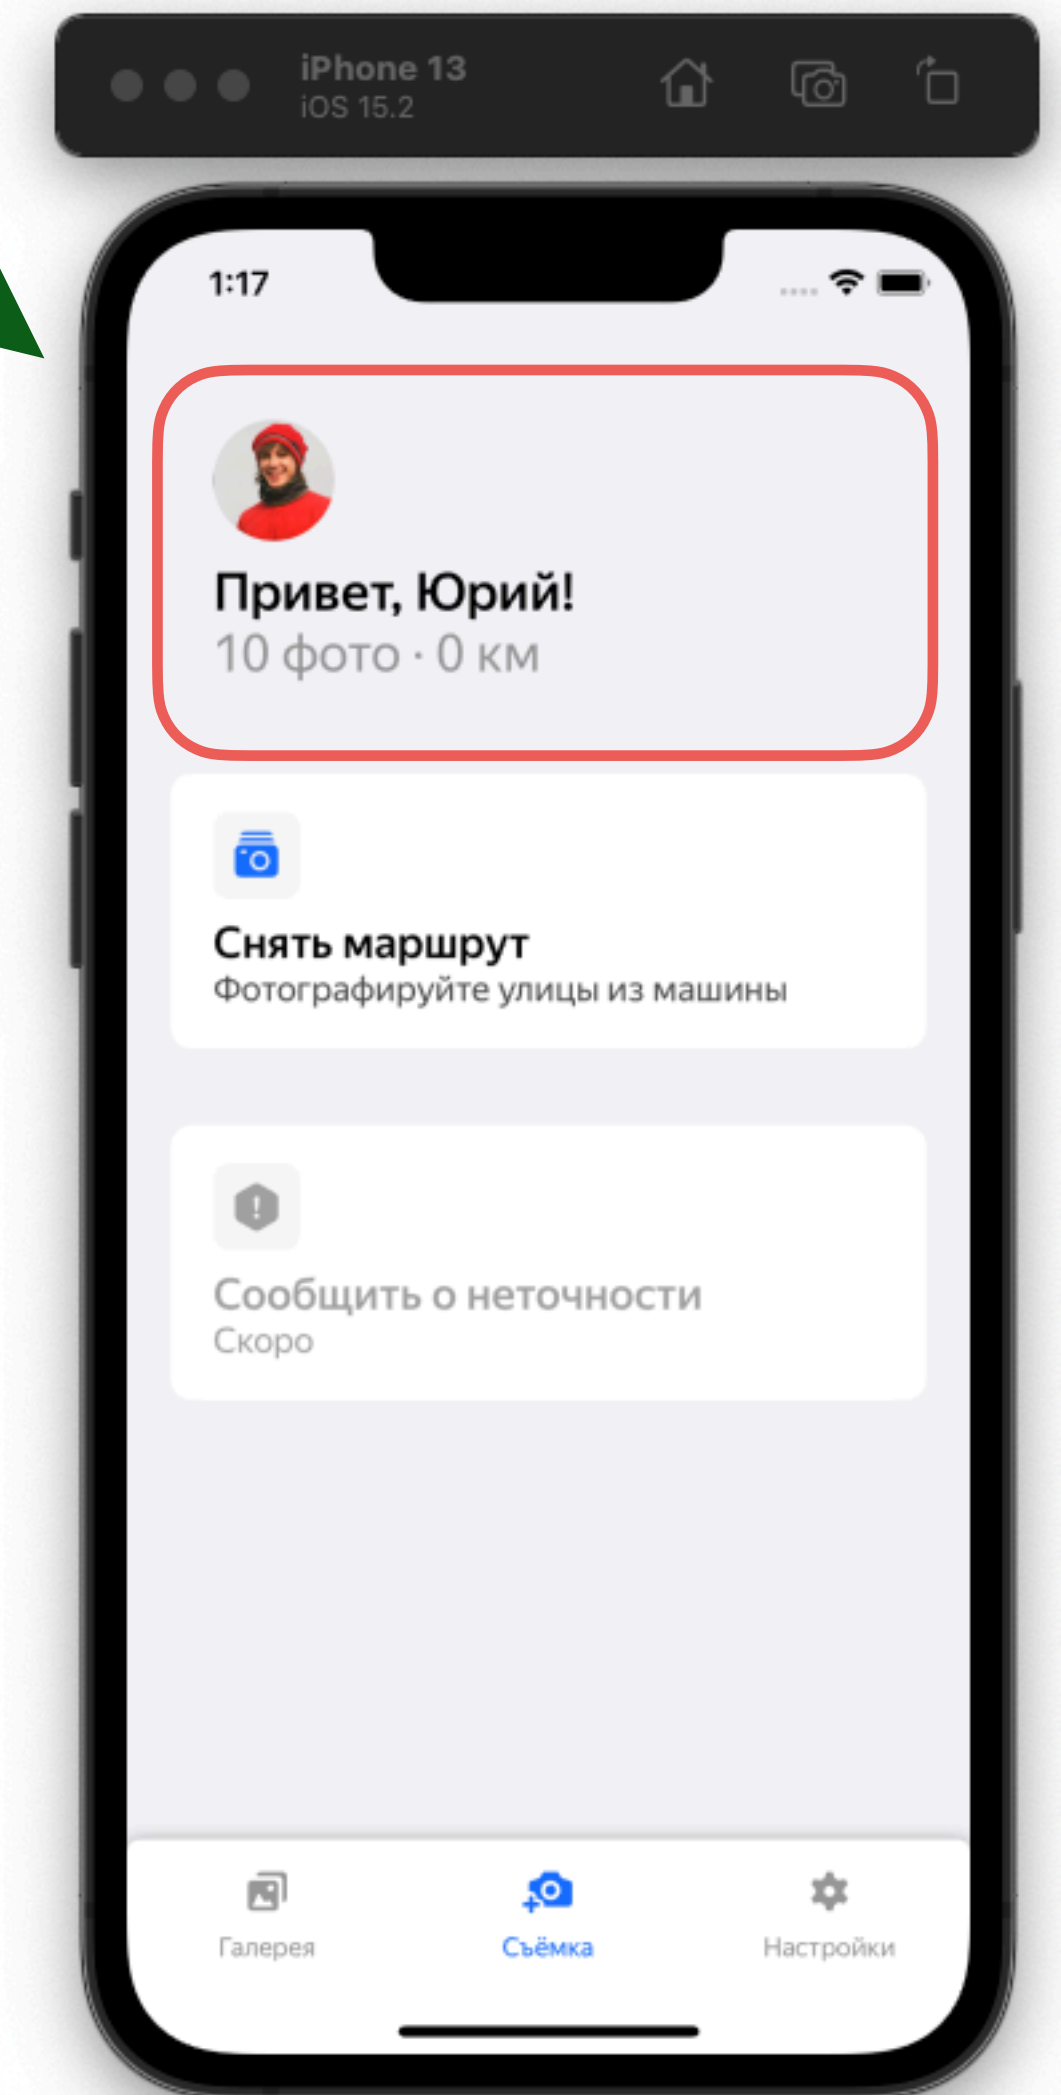 iPhone 13
iOS 15.2
1:17
Привет, Юрий!
10 фото · 0 км
Снять маршрут
Фотографируйте улицы из машины
Сообщить о неточности
Скоро
Галерея
Съёмка
Настройки